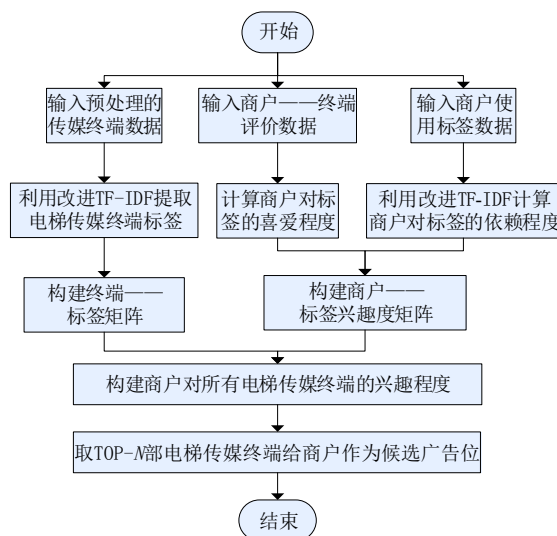 开始
输入预处理的
传媒终端数据
输入商户——终端
评价数据
输入商户使
用标签数据
利用改进TF-IDF提取
电梯传媒终端标签
计算商户对标
签的喜爱程度
利用改进TF-IDF计算
商户对标签的依赖程度
构建终端——
标签矩阵
构建商户——
标签兴趣度矩阵
构建商户对所有电梯传媒终端的兴趣程度
取TOP-N部电梯传媒终端给商户作为候选广告位
结束